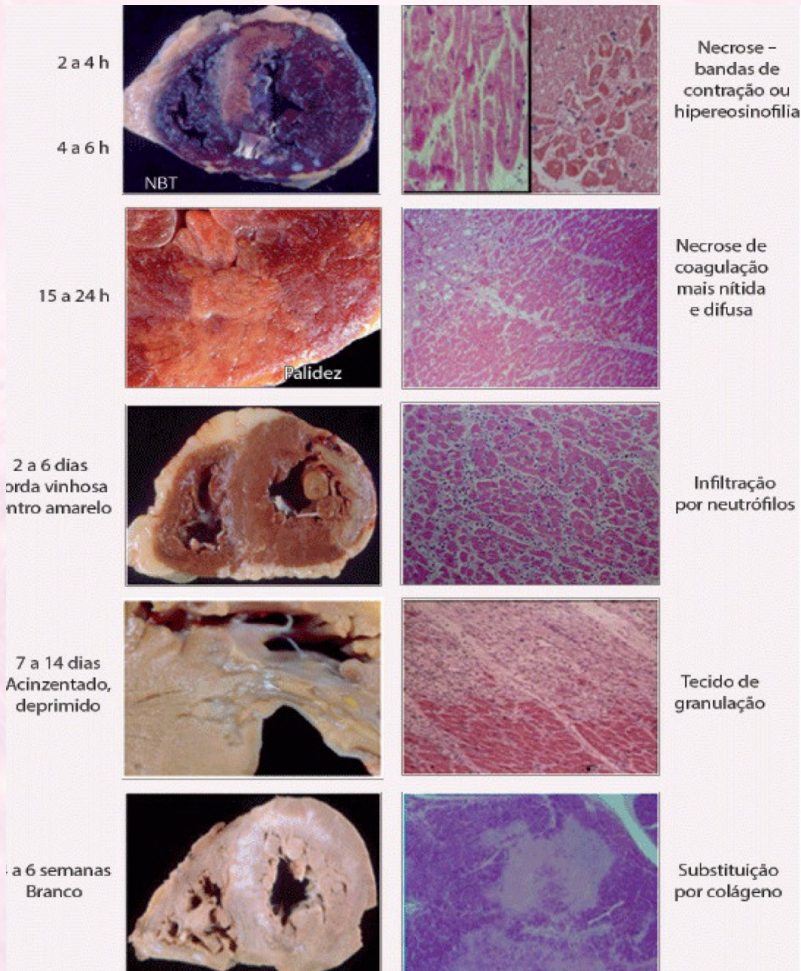 2 a 4 h
4 a 6 h
NBT
Necrose –
bandas de
contração ou
hipereosinofilia
15 a 24 h
Palidez
Necrose de
coagulação
mais nítida
e difusa
2 a 6 dias
orda vinhosa
entro amarelo
Infiltração
por neutrófilos
7 a 14 dias
Acinzentado,
deprimido
Tecido de
granulação
a 6 semanas
Branco
Substituição
por colágeno